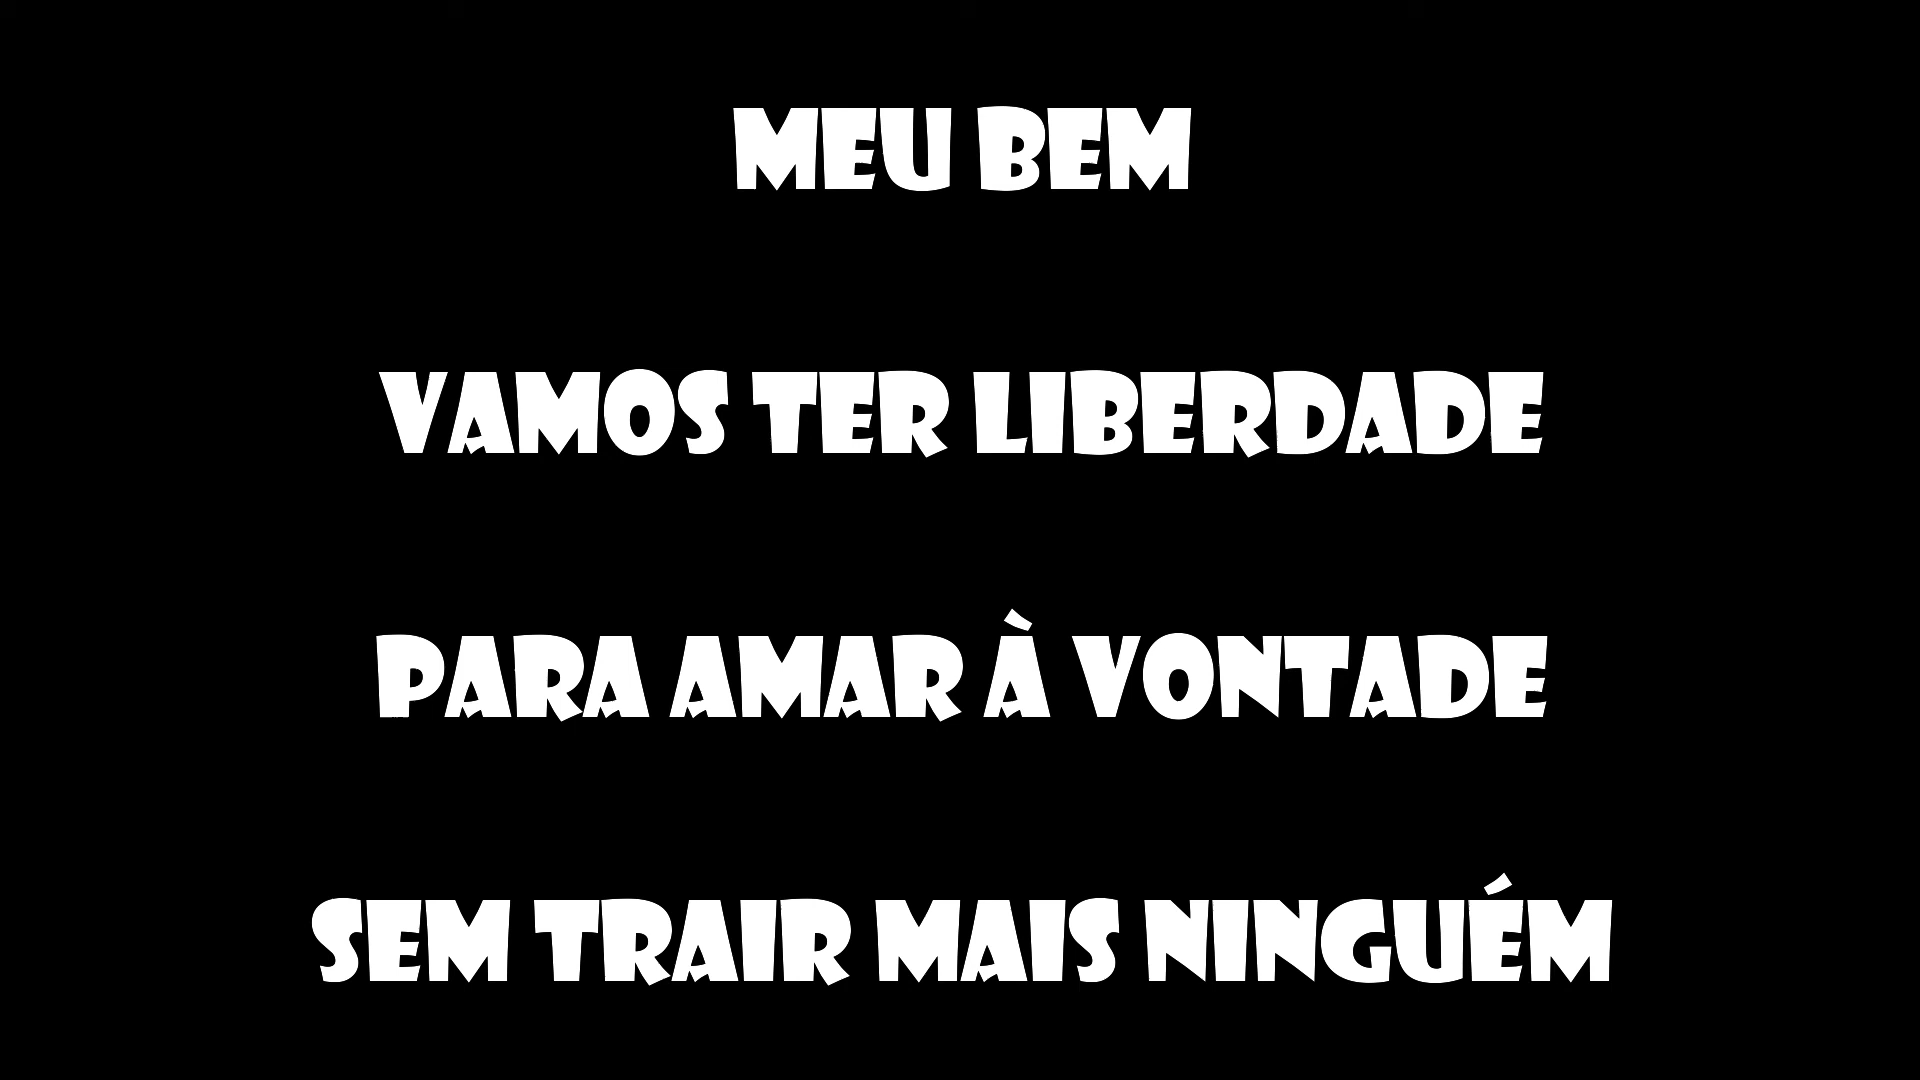 MEU BEM
VAMOS TER LIBERDADE
PARA AMAR À VONTADE
SEM TRAIR MAIS NINGUÉM